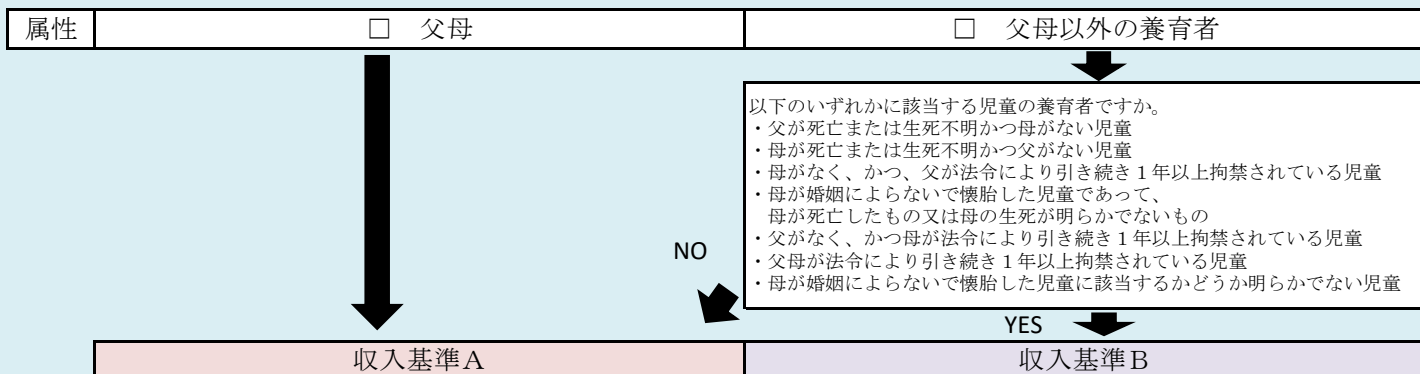 属性
□ 父母
□ 父母以外の養育者
以下のいずれかに該当する児童の養育者ですか。
・父が死亡または生死不明かつ母がない児童
・母が死亡または生死不明かつ父がない児童
・母がなく、かつ、父が法令により引き続き１年以上拘禁されている児童
・母が婚姻によらないで懐胎した児童であって、
母が死亡したもの又は母の生死が明らかでないもの
・父がなく、かつ母が法令により引き続き１年以上拘禁されている児童
・父母が法令により引き続き１年以上拘禁されている児童
・母が婚姻によらないで懐胎した児童に該当するかどうか明らかでない児童
NO
YES
収入基準Ａ
収入基準Ｂ